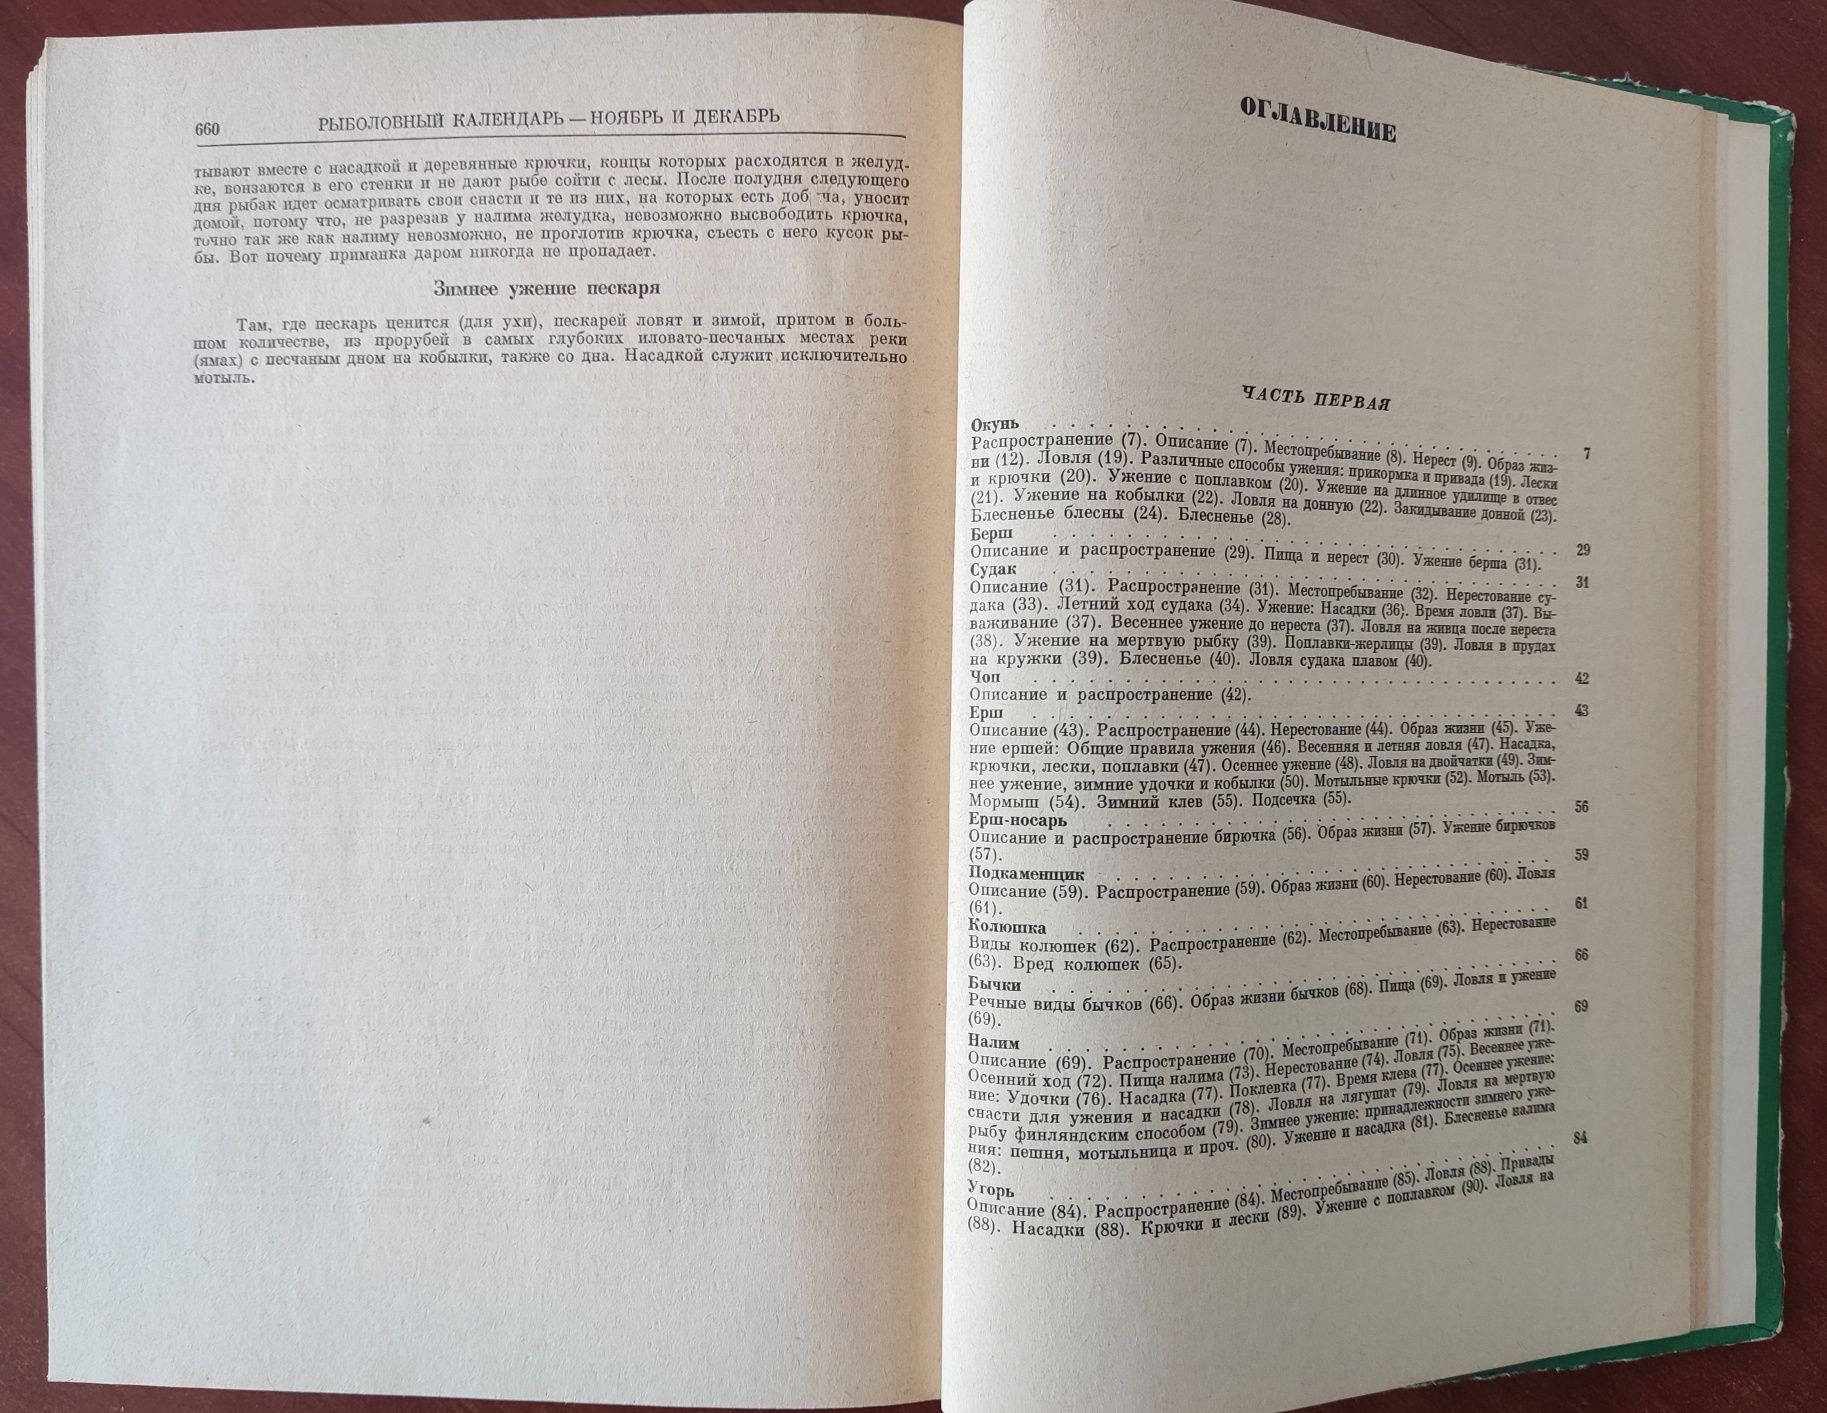 660
РЫБОЛОВНЫЙ КАЛЕНДАРЬ — НОЯБРЬ И ДЕКАБРЬ
тывают вместе с насадкой и деревянные крючки, концы которых расходятся в желуд-
ке, вонзаются в его стенки и не дают рыбе сойти с лесы. После полудня следующего
дня рыбак идет осматривать свои снасти и те из них, на которых есть добыча, уносит
домой, потому что, не разрезав у налима желудка, невозможно высвободить крючка,
точно так же как налиму невозможно, не проглотив крючка, съесть с него кусок ры-
бы. Вот почему приманка даром никогда не пропадает.
Зимнее ужение пескаря
Там, где пескарь ценится (для ухи), пескарей ловят и зимой, притом в боль-
шом количестве, из прорубей в самых глубоких иловато-песчаных местах реки
(ямах) с песчаным дном на кобылки, также со дна. Насадкой служит исключительно
мотыль.
ОГЛАВЛЕНИЕ
ЧАСТЬ ПЕРВАЯ
Окунь . . . . . . . . . . . . . . . . . . . . . . . . . . . 7
Распространение (7). Описание (7). Местопребывание (8). Нерест (9). Образ жиз-
ни (12). Ловля (19). Различные способы ужения: прикормка и привада (19). Лески
и крючки (20). Ужение с поплавком (20). Ужение на длинное удилище в отвес
(21). Ужение на кобылки (22). Ловля на донную (22). Закидывание донной (23).
Блесненье блесны (24). Блесненье (28).
Берш . . . . . . . . . . . . . . . . . . . . . . . . . . . 29
Описание и распространение (29). Пища и нерест (30). Ужение берша (31).
Судак . . . . . . . . . . . . . . . . . . . . . . . . . . . 31
Описание (31). Распространение (31). Местопребывание (32). Нерестование су-
дака (33). Летний ход судака (34). Ужение: Насадки (36). Время ловли (37). Вы-
важивание (37). Весеннее ужение до нереста (37). Ловля на живца после нереста
(38). Ужение на мертвую рыбку (39). Поплавки-жерлицы (39). Ловля в прудах
на кружки (39). Блесненье (40). Ловля судака плавом (40).
Чоп . . . . . . . . . . . . . . . . . . . . . . . . . . . 42
Описание и распространение (42).
Ерш . . . . . . . . . . . . . . . . . . . . . . . . . . . 43
Описание (43). Распространение (44). Нерестование (44). Образ жизни (45). Уже-
ние ершей: Общие правила ужения (46). Весенняя и летняя ловля (47). Насадка,
крючки, лески, поплавки (47). Осеннее ужение (48). Ловля на двойчатки (49). Зим-
нее ужение, зимние удочки и кобылки (50). Мотыльные крючки (52). Мотыль (53).
Мормыш (54). Зимний клев (55). Подсечка (55).
Ерш-носарь . . . . . . . . . . . . . . . . . . . . . . . . 56
Описание и распространение бирючка (56). Образ жизни (57). Ужение бирючков
(57).
Подкаменщик . . . . . . . . . . . . . . . . . . . . . . . . 59
Описание (59). Распространение (59). Образ жизни (60). Нерестование (60). Ловля
(61).
Колюшка . . . . . . . . . . . . . . . . . . . . . . . . . . 61
Виды колюшек (62). Распространение (62). Местопребывание (63). Нерестование
(63). Вред колюшек (65).
Бычки . . . . . . . . . . . . . . . . . . . . . . . . . . . 66
Речные виды бычков (66). Образ жизни бычков (68). Пища (69). Ловля и ужение
(69).
Налим . . . . . . . . . . . . . . . . . . . . . . . . . . . 69
Описание (69). Распространение (70). Местопребывание (71). Образ жизни (71).
Осенний ход (72). Пища налима (73). Нерестование (74). Ловля (75). Весеннее уже-
ние: Удочки (76). Насадка (77). Поклевка (77). Время клева (77). Осеннее ужение:
снасти для ужения и насадки (78). Ловля на лягушат (79). Ловля на мертвую
рыбу финляндским способом (79). Зимнее ужение: принадлежности зимнего уже-
ния: пешня, мотыльница и проч. (80). Ужение и насадка (81). Блесненье налима
(82).
Угорь . . . . . . . . . . . . . . . . . . . . . . . . . . . 84
Описание (84). Распространение (84). Местопребывание (85). Ловля (88). Привады
(88). Насадки (88). Крючки и лески (89). Ужение с поплавком (90). Ловля на